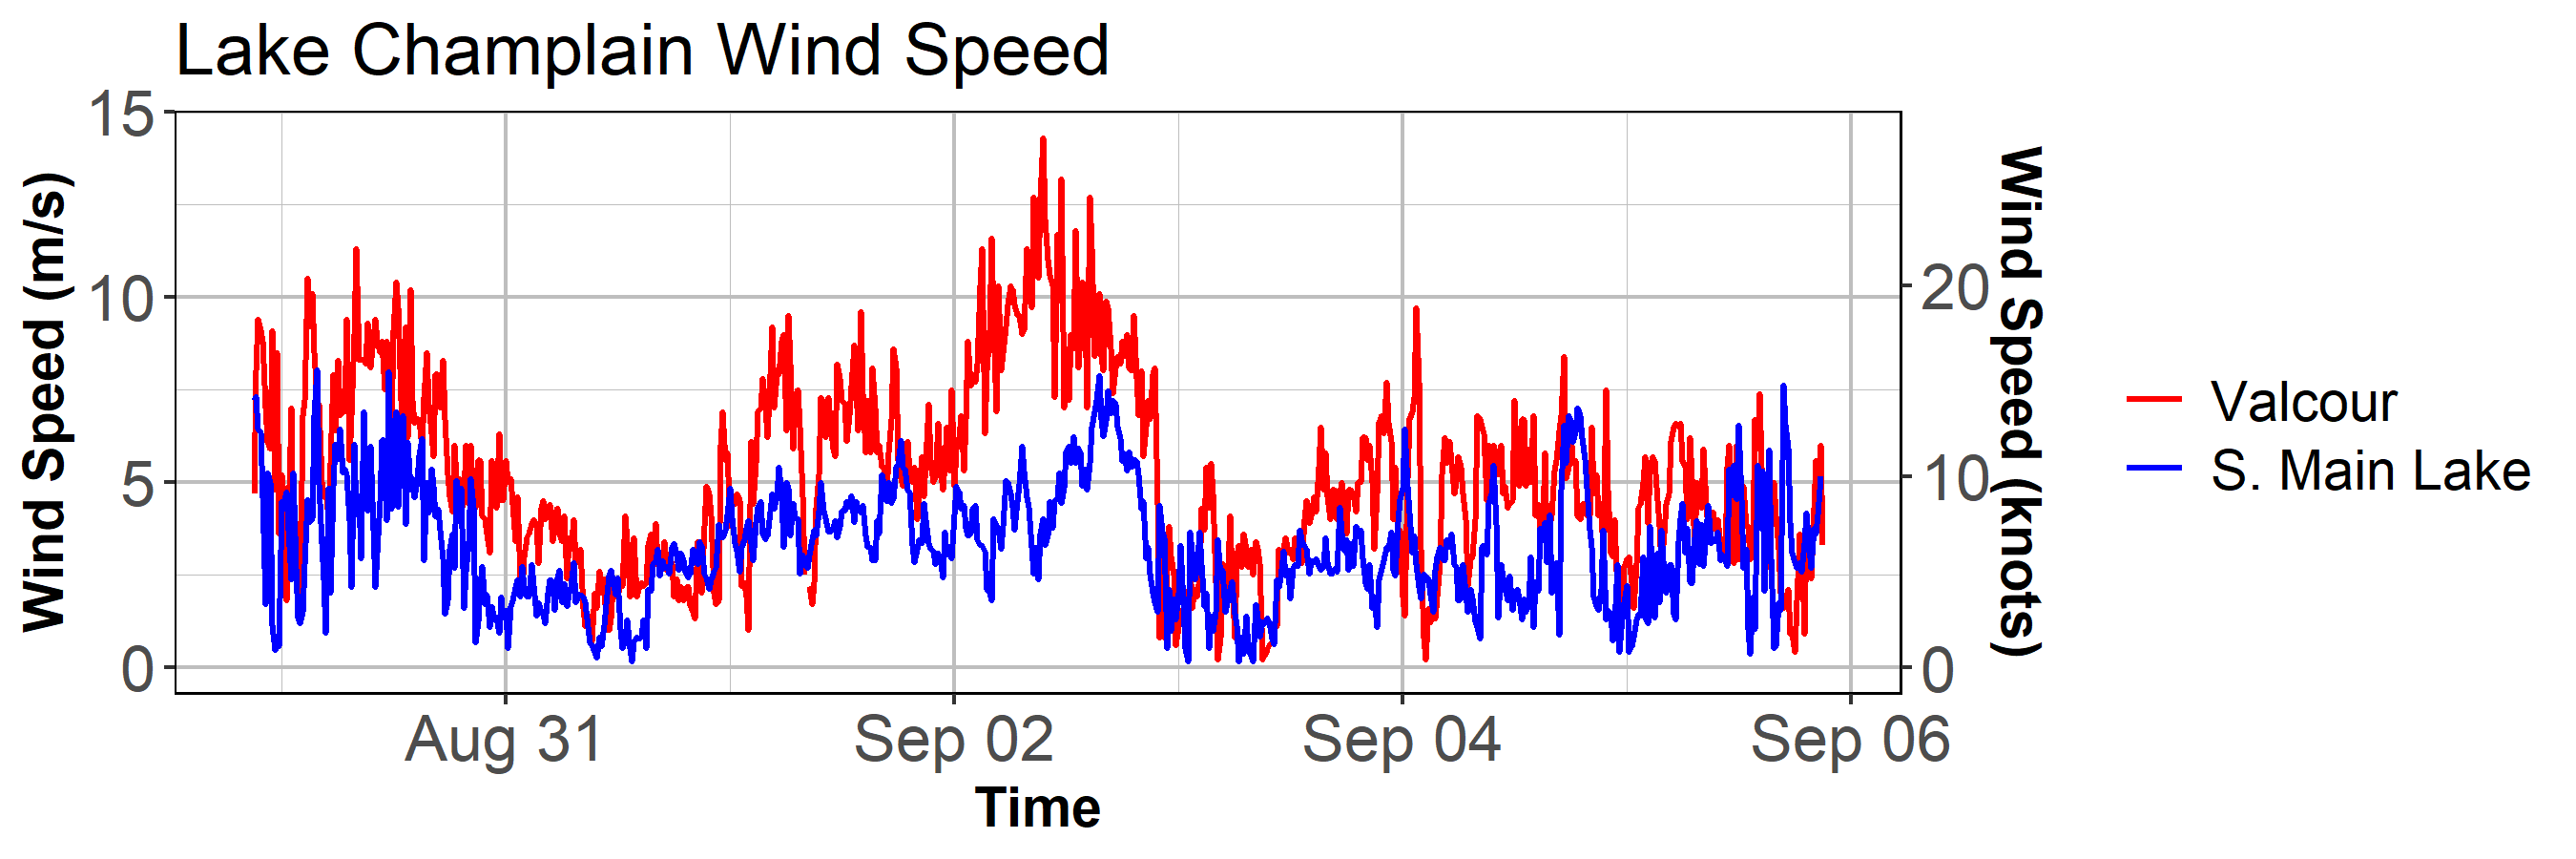 Lake Champlain Wind Speed
Wind Speed (m/s)
15
10
5
0
Wind Speed (knots)
20
10
0
Aug 31
Sep 02
Sep 04
Sep 06
Time
Valcour
S. Main Lake